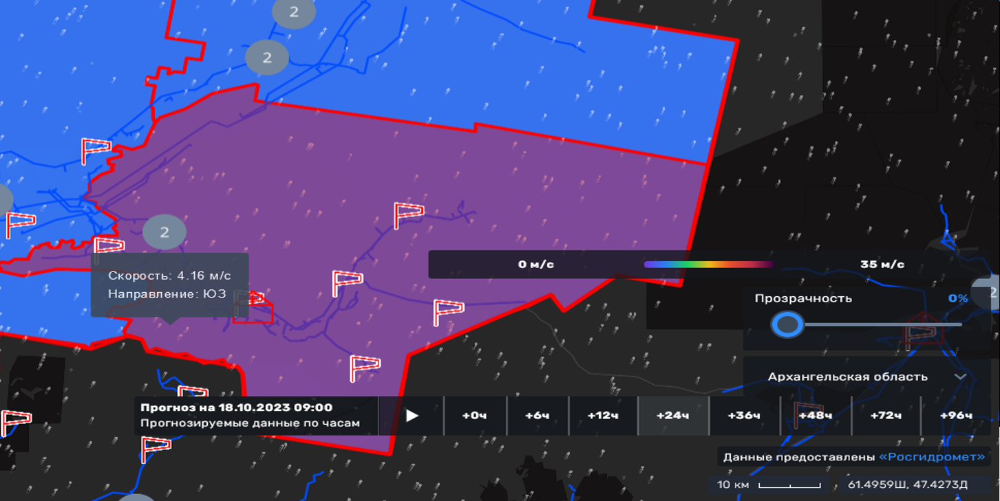 2
2
2
Скорость: 4.16 м/с
Направление: ЮЗ
0 м/с
35 м/с
Прозрачность
0%
2
Архангельская область
Прогноз на 18.10.2023 09:00
Прогнозируемые данные по часам
+0ч
+6ч
+12ч
+24ч
+36ч
+48ч
+72ч
+96ч
Данные предоставлены «Росгидромет»
10 км
61.4959Ш, 47.4273Д